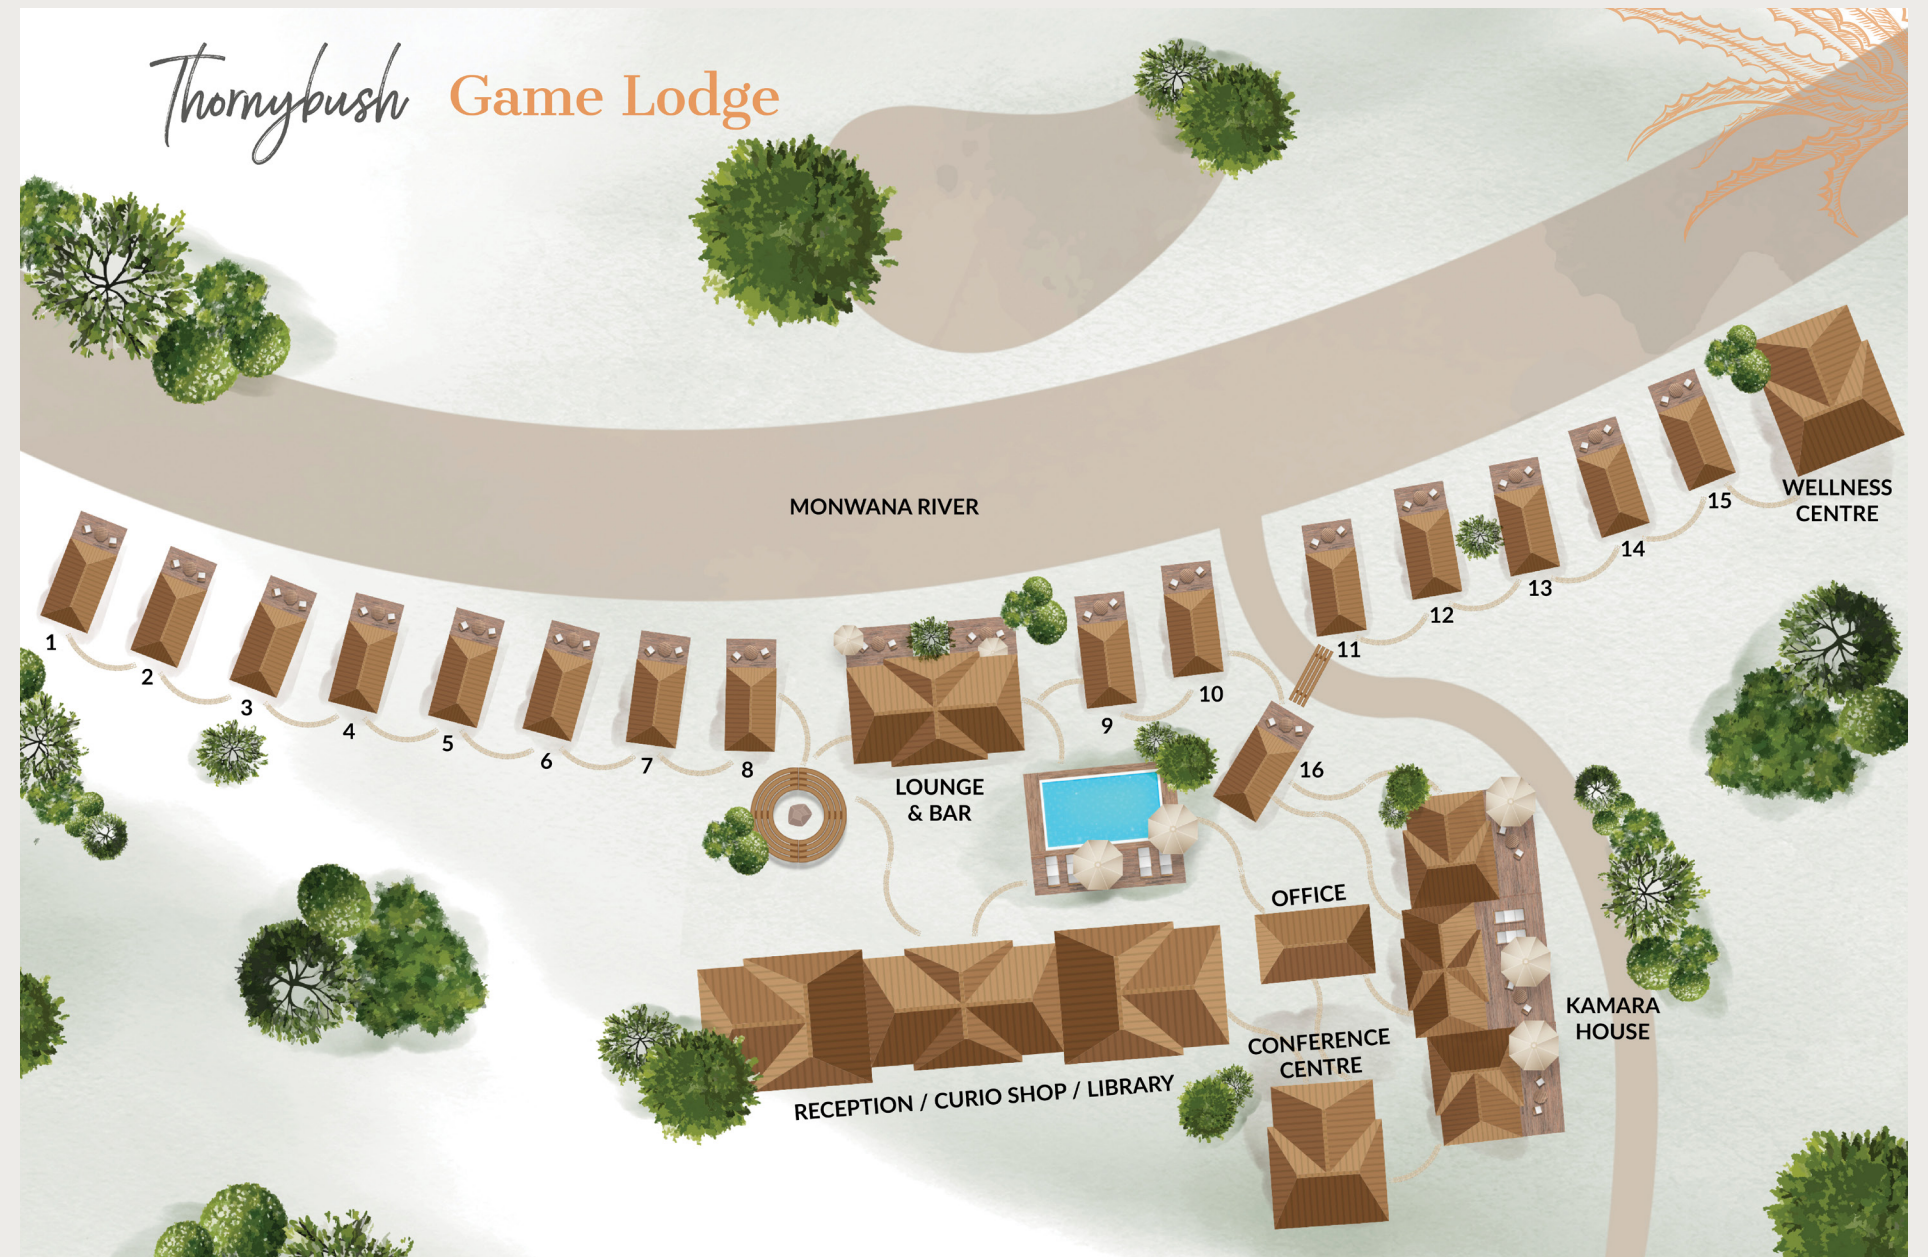 Thornybush Game Lodge
MONWANA RIVER
1
2
3
4
5
6
7
8
9
10
11
12
13
14
15
16
WELLNESS
CENTRE
LOUNGE
& BAR
OFFICE
CONFERENCE
CENTRE
KAMARA
HOUSE
RECEPTION / CURIO SHOP / LIBRARY